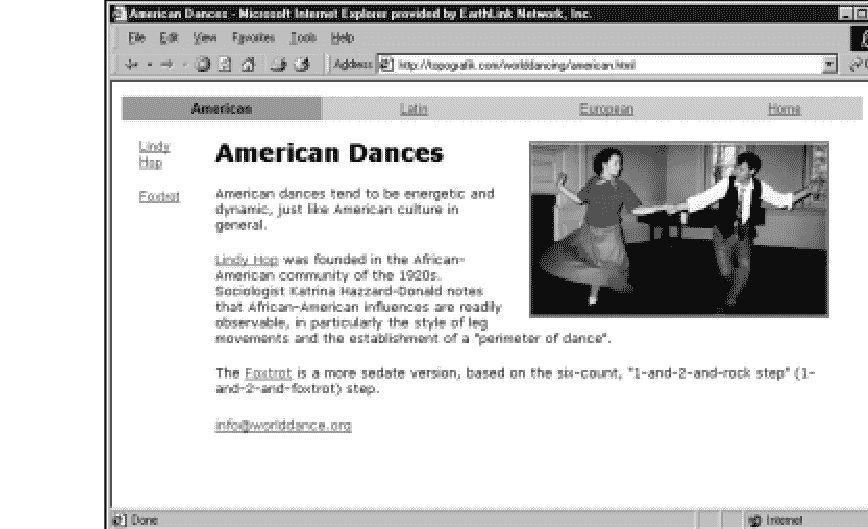 American Dances - Microsoft Internet Explorer provided by EarthLink Network, Inc.
File Edit View Favorites Tools Help
Address http://topografik.com/worlddancing/american.html
American Latin European Home
Lindy
Hop
Foxtrot
American Dances
American dances tend to be energetic and
dynamic, just like American culture in
general.
Lindy Hop was founded in the African-
American community of the 1920s.
Sociologist Katrina Hazzard-Donald notes
that African-American influences are readily
observable, in particularly the style of leg
movements and the establishment of a "perimeter of dance".
The Foxtrot is a more sedate version, based on the six-count, "1-and-2-and-rock step" (1-
and-2-and-foxtrot) step.
info@worlddance.org
Done Internet